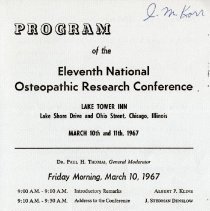 I. M. Korr
PROGRAM
of the
Eleventh National
Osteopathic Research Conference
LAKE TOWER INN
Lake Shore Drive and Ohio Street, Chicago, Illinois
MARCH 10th and 11th, 1967
DR. PAUL H. THOMAS, General Moderator
Friday Morning, March 10, 1967
9:00 A.M. - 9:10 A.M. Introductory Remarks ALBERT F. KLINE
9:10 A.M. - 9:30 A.M. Address to the Conference J. STEDMAN DENSLOW